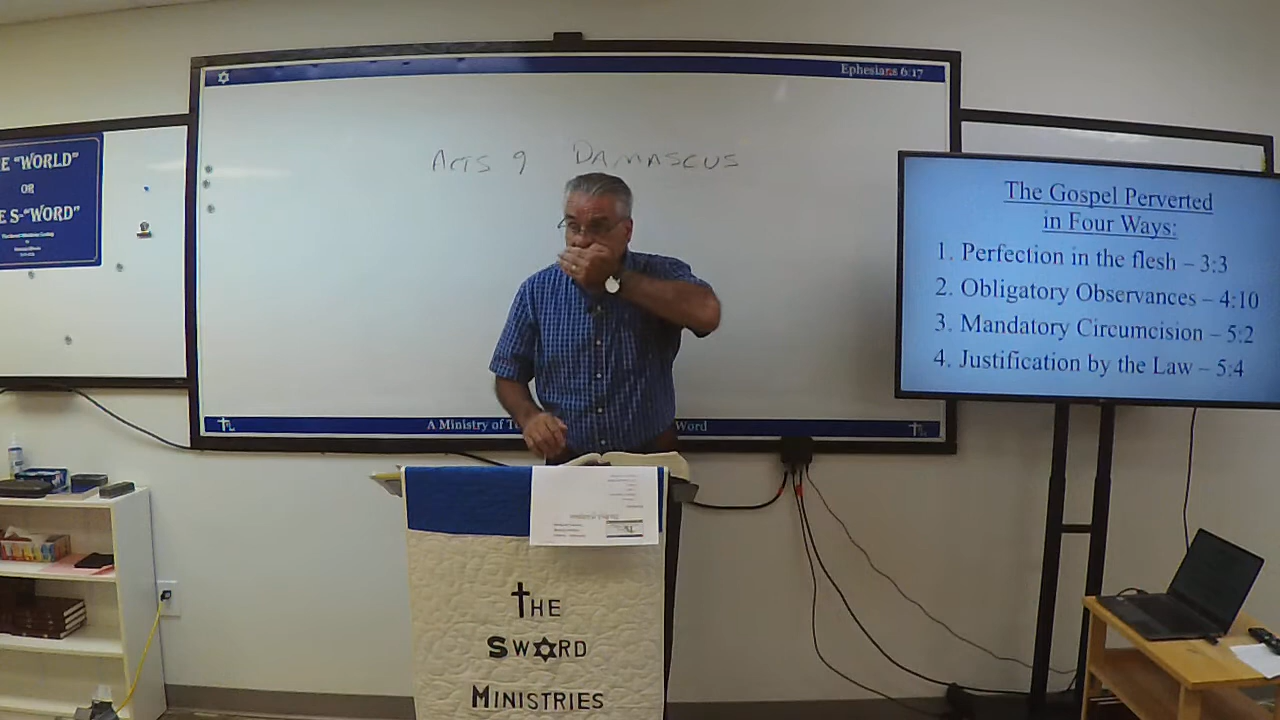 Ephesians 6:17
Acts 9 Damascus
E "WORLD"
OR
E S-"WORD"
The Gospel Perverted
in Four Ways:
1. Perfection in the flesh – 3:3
2. Obligatory Observances – 4:10
3. Mandatory Circumcision – 5:2
4. Justification by the Law – 5:4
A Ministry of Word
THE
SWORD
MINISTRIES